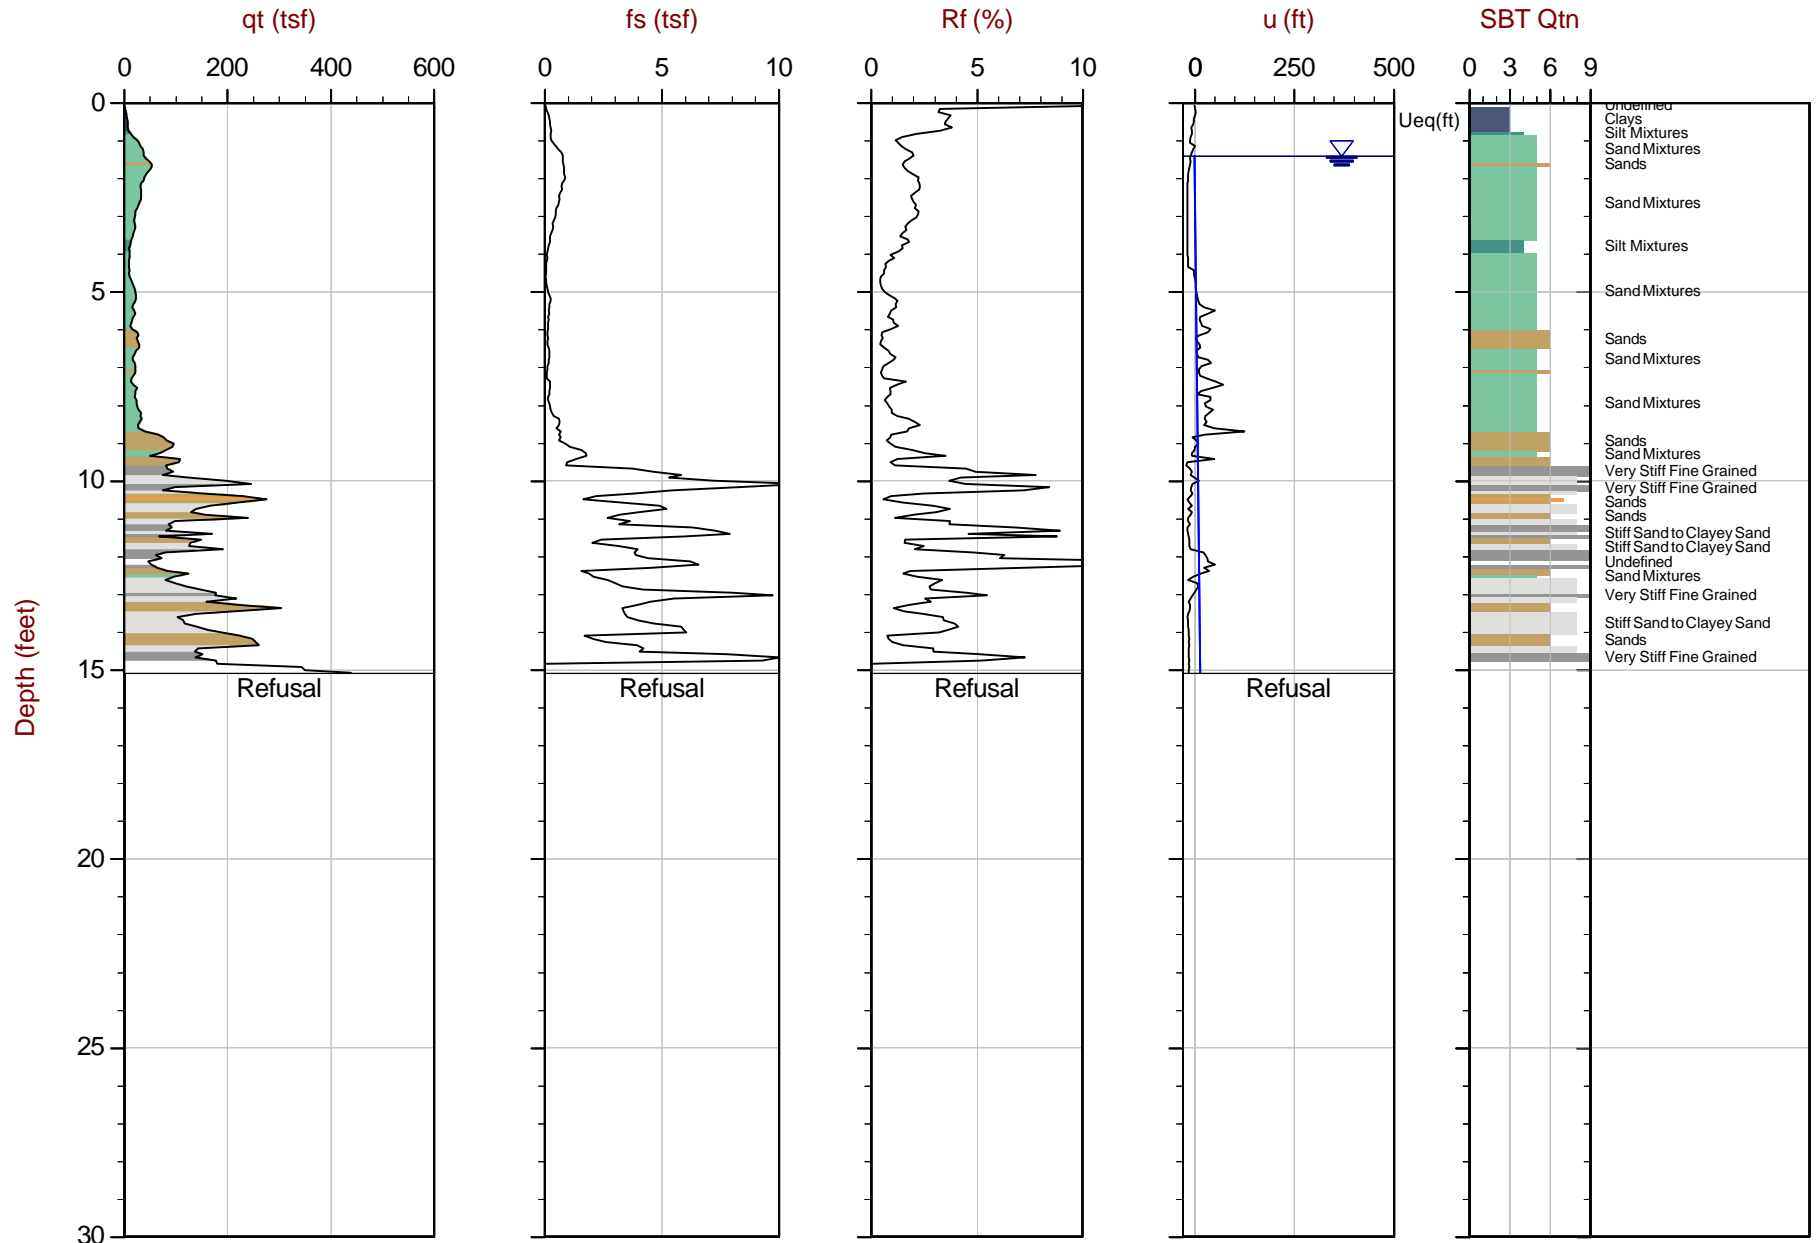 qt (tsf) fs (tsf) Rf (%) u (ft) SBT Qtn
0 200 400 600 0 5 10 0 5 10 0 250 500 0 3 6 9
0
5
10
15
20
25
30
Depth (feet)
Ueq(ft)
Undefined
Clays
Silt Mixtures
Sand Mixtures
Sands
Sand Mixtures
Silt Mixtures
Sand Mixtures
Sands
Sand Mixtures
Sand Mixtures
Sands
Sand Mixtures
Very Stiff Fine Grained
Very Stiff Fine Grained
Sands
Sands
Stiff Sand to Clayey Sand
Stiff Sand to Clayey Sand
Undefined
Sand Mixtures
Very Stiff Fine Grained
Stiff Sand to Clayey Sand
Sands
Very Stiff Fine Grained
Refusal Refusal Refusal Refusal